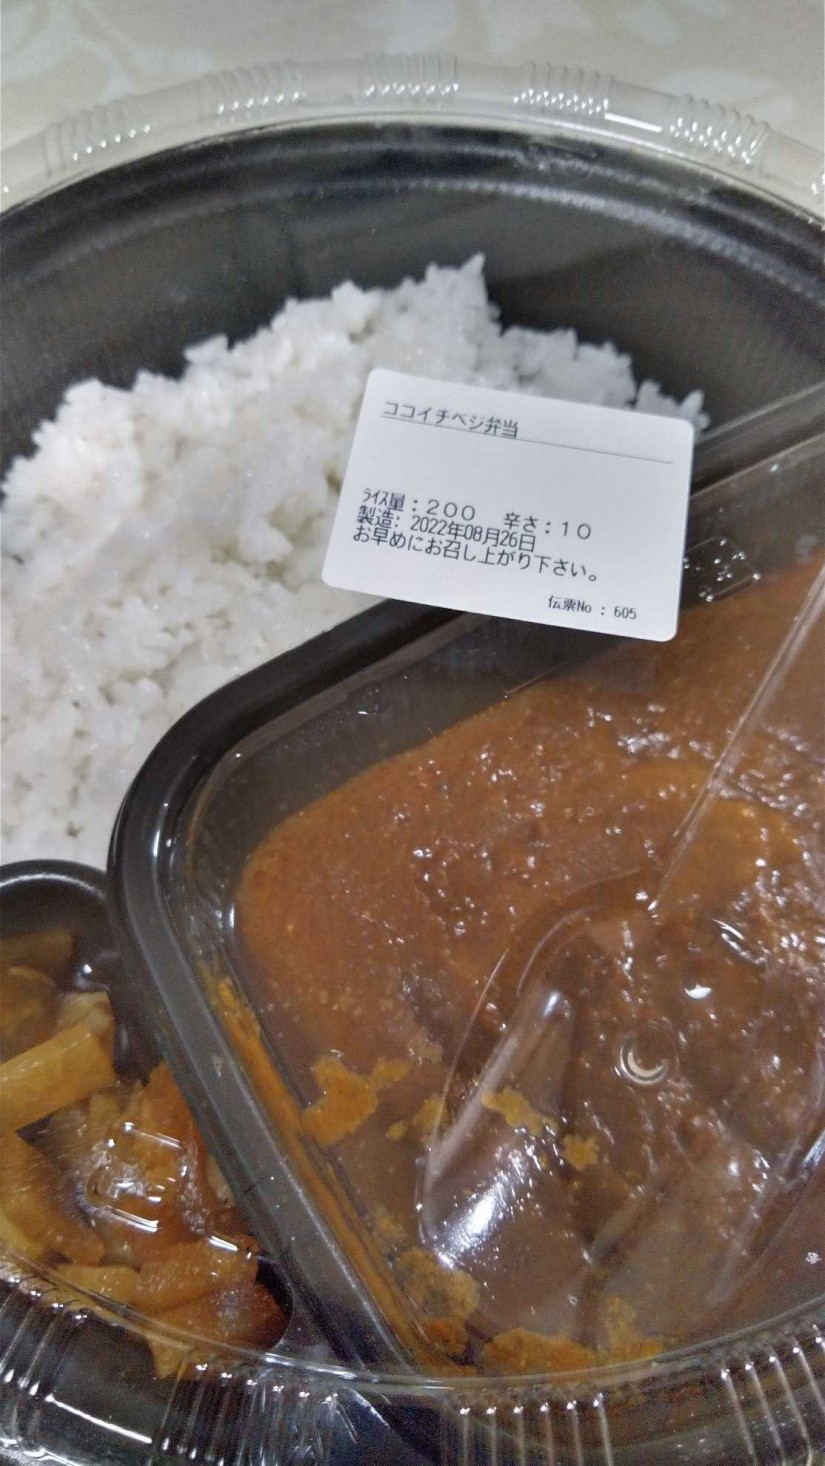 ココイチベジ弁当
ﾗｲｽ量：２００　辛さ：１０
製造: 2022年08月26日
お早めにお召し上がり下さい。
伝票No : 605